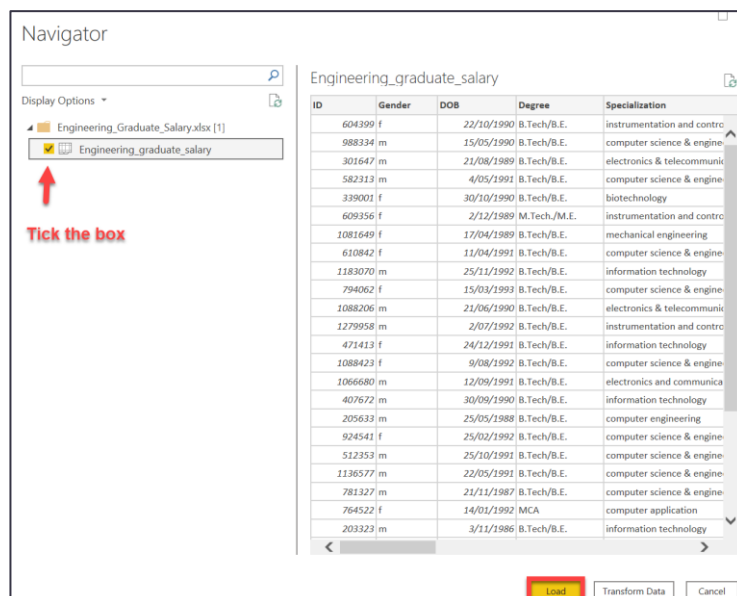 Navigator
Display Options
Engineering_Graduate_Salary.xlsx [1]
Engineering_graduate_salary
Tick the box
Engineering_graduate_salary
ID Gender DOB Degree Specialization
604399 f 22/10/1990 B.Tech/B.E. instrumentation and contro
988334 m 15/05/1990 B.Tech/B.E. computer science & engine
301647 m 21/08/1989 B.Tech/B.E. electronics & telecommunic
582313 m 4/05/1991 B.Tech/B.E. computer science & engine
339001 f 30/10/1990 B.Tech/B.E. biotechnology
609356 f 2/12/1989 M.Tech./M.E. instrumentation and contro
1081649 f 17/04/1989 B.Tech/B.E. mechanical engineering
610842 f 11/04/1991 B.Tech/B.E. computer science & engine
1183070 m 25/11/1992 B.Tech/B.E. information technology
794062 f 15/03/1993 B.Tech/B.E. computer science & engine
1088206 m 21/06/1990 B.Tech/B.E. electronics & telecommunic
1279958 m 2/07/1992 B.Tech/B.E. instrumentation and contro
471413 f 24/12/1991 B.Tech/B.E. information technology
1088423 f 9/08/1992 B.Tech/B.E. computer science & engine
1066680 m 12/09/1991 B.Tech/B.E. electronics and communica
407672 m 30/09/1990 B.Tech/B.E. information technology
205633 m 25/05/1988 B.Tech/B.E. computer engineering
924541 f 25/02/1992 B.Tech/B.E. computer science & engine
512353 m 25/10/1991 B.Tech/B.E. computer science & engine
1136577 m 22/05/1991 B.Tech/B.E. computer science & engine
781327 m 21/11/1987 B.Tech/B.E. computer science & engine
764522 f 14/01/1992 MCA computer application
203323 m 3/11/1986 B.Tech/B.E. information technology
Load Transform Data Cancel